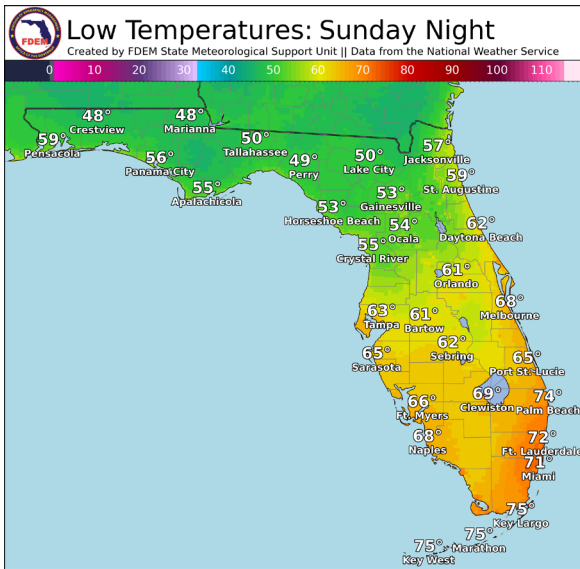 FDEM
Low Temperatures: Sunday Night
Created by FDEM State Meteorological Support Unit || Data from the National Weather Service
0 10 20 30 40 50 60 70 80 90 100 110
48°
Crestview
48°
Marianna
59°
Pensacola
50°
Tallahassee
57°
Jacksonville
56°
Panama City
49°
Perry
50°
Lake City
55°
Apalachicola
59°
St. Augustine
53°
Gainesville
53°
Horseshoe Beach
54°
Ocala
62°
Daytona Beach
55°
Crystal River
61°
Orlando
68°
Melbourne
63°
Tampa
61°
Bartow
62°
Sebring
65°
Sarasota
65°
Port St. Lucie
69°
Clewiston
74°
Palm Beach
66°
Ft. Myers
68°
Naples
72°
Ft. Lauderdale
71°
Miami
75°
Key Largo
75°
Marathon
75°
Key West